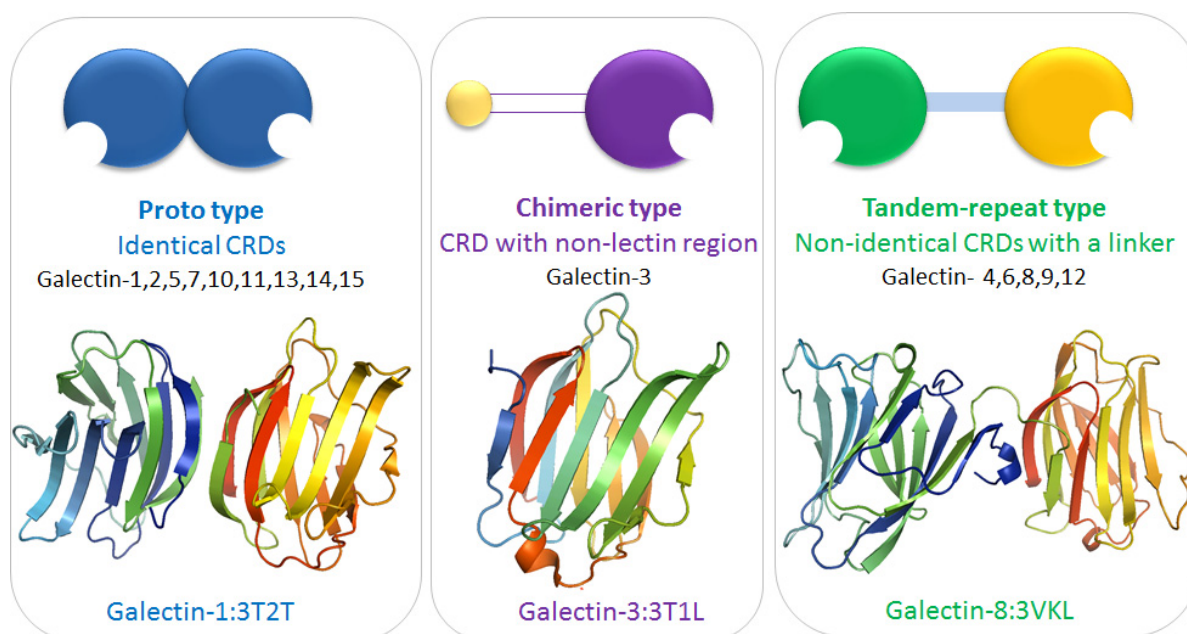 Proto type
Identical CRDs
Galectin-1,2,5,7,10,11,13,14,15
Galectin-1:3T2T
Chimeric type
CRD with non-lectin region
Galectin-3
Galectin-3:3T1L
Tandem-repeat type
Non-identical CRDs with a linker
Galectin- 4,6,8,9,12
Galectin-8:3VKL